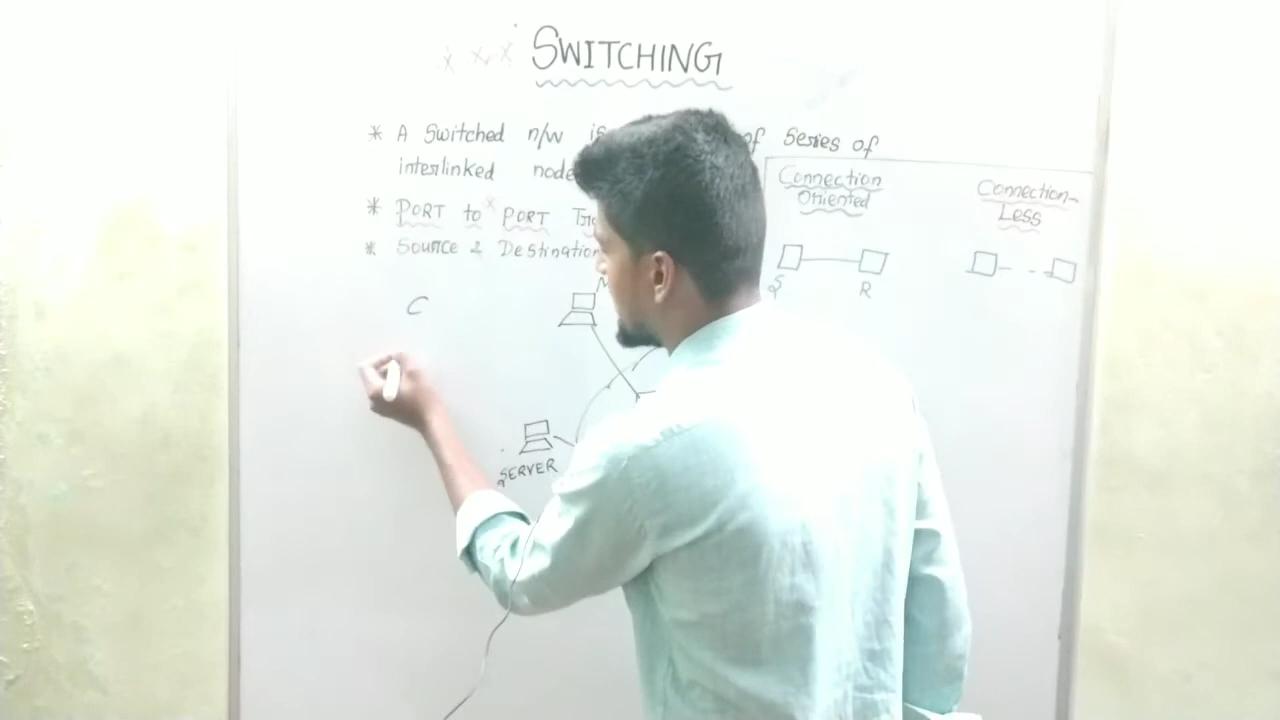 SWITCHING
* A Switched n/w is of Series of
interlinked node
* PORT to PORT
* Source & Destination
Connection
Oriented
Connection-
Less
S R
C
SERVER